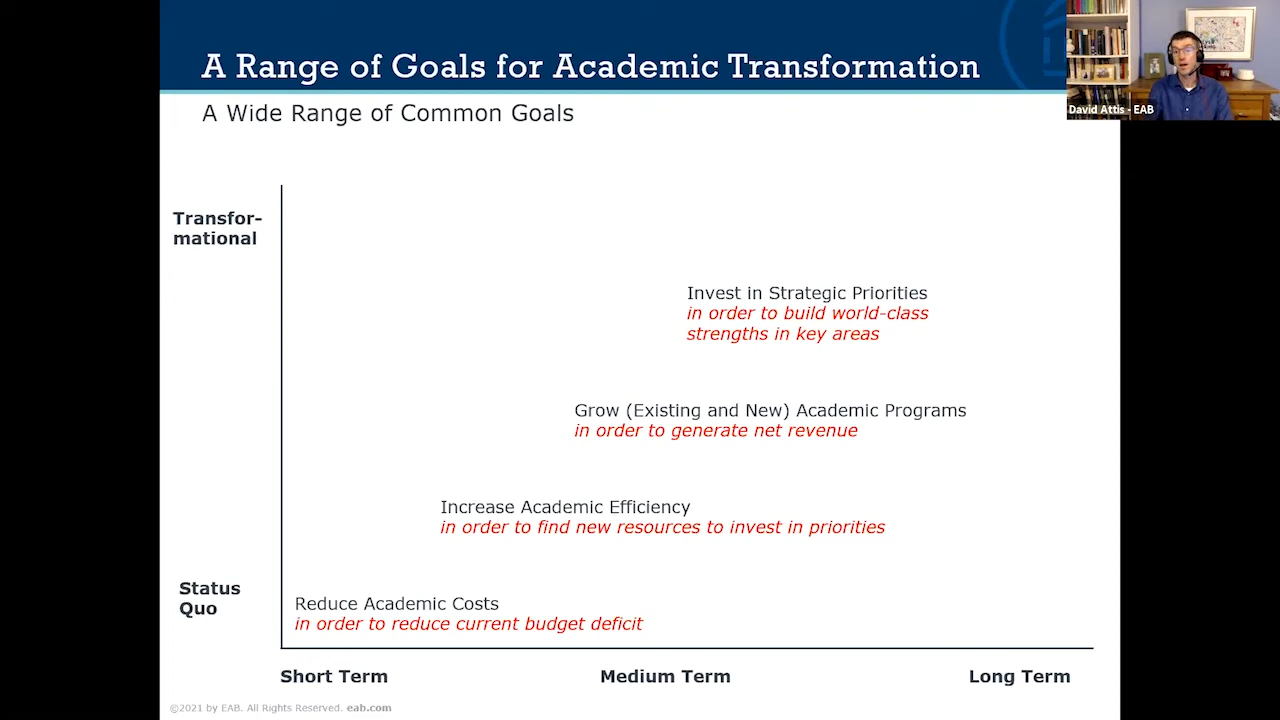 A Range of Goals for Academic Transformation
A Wide Range of Common Goals
David Attis - EAB
Transfor-
mational
Invest in Strategic Priorities
in order to build world-class
strengths in key areas
Grow (Existing and New) Academic Programs
in order to generate net revenue
Increase Academic Efficiency
in order to find new resources to invest in priorities
Status
Quo
Reduce Academic Costs
in order to reduce current budget deficit
Short Term
Medium Term
Long Term
©2021 by EAB. All Rights Reserved. eab.com